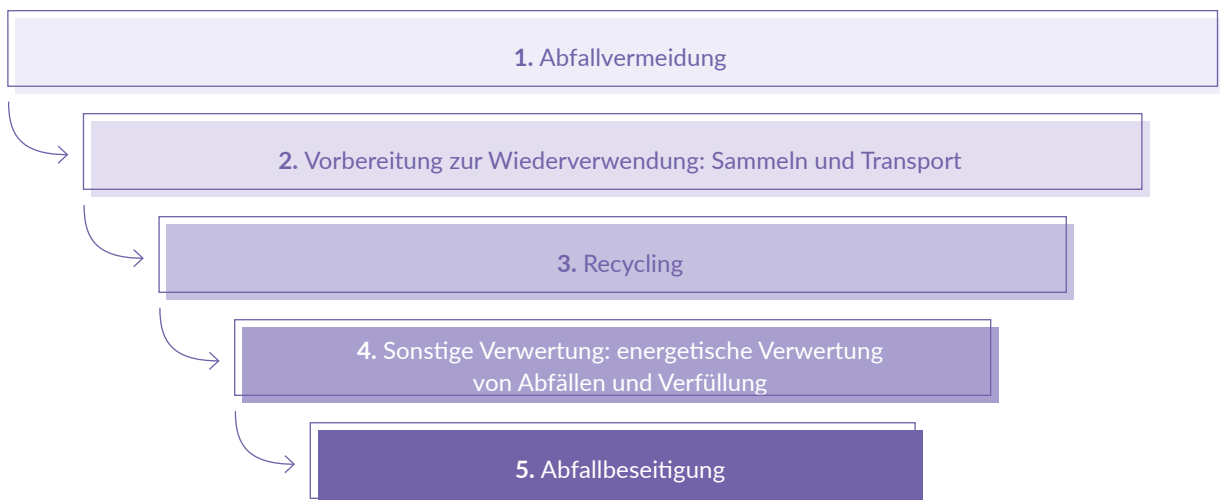 1. Abfallvermeidung
2. Vorbereitung zur Wiederverwendung: Sammeln und Transport
3. Recycling
4. Sonstige Verwertung: energetische Verwertung
von Abfällen und Verfüllung
5. Abfallbeseitigung